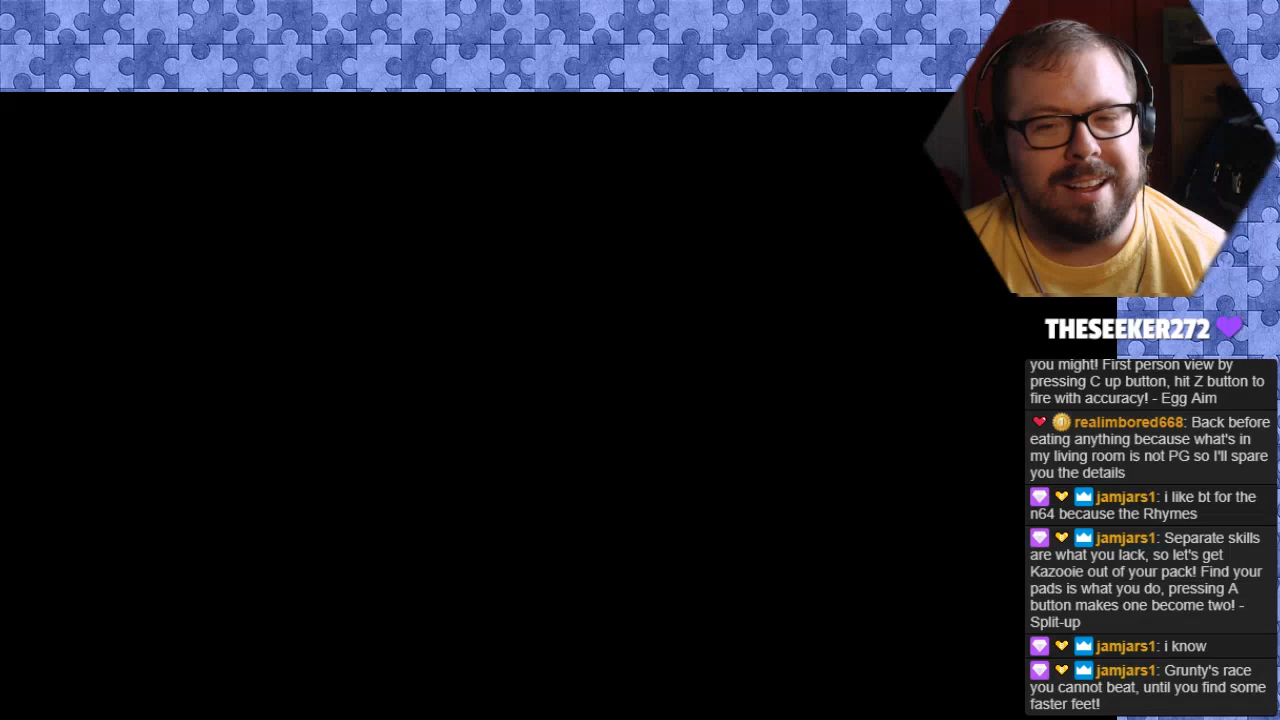 THESEEKER272
you might! First person view by
pressing C up button, hit Z button to
fire with accuracy! - Egg Aim
realimbored668: Back before
eating anything because what's in
my living room is not PG so I'll spare
you the details
jamjars1: i like bt for the
n64 because the Rhymes
jamjars1: Separate skills
are what you lack, so let's get
Kazooie out of your pack! Find your
pads is what you do, pressing A
button makes one become two! -
Split-up
jamjars1: i know
jamjars1: Grunty's race
you cannot beat, until you find some
faster feet!